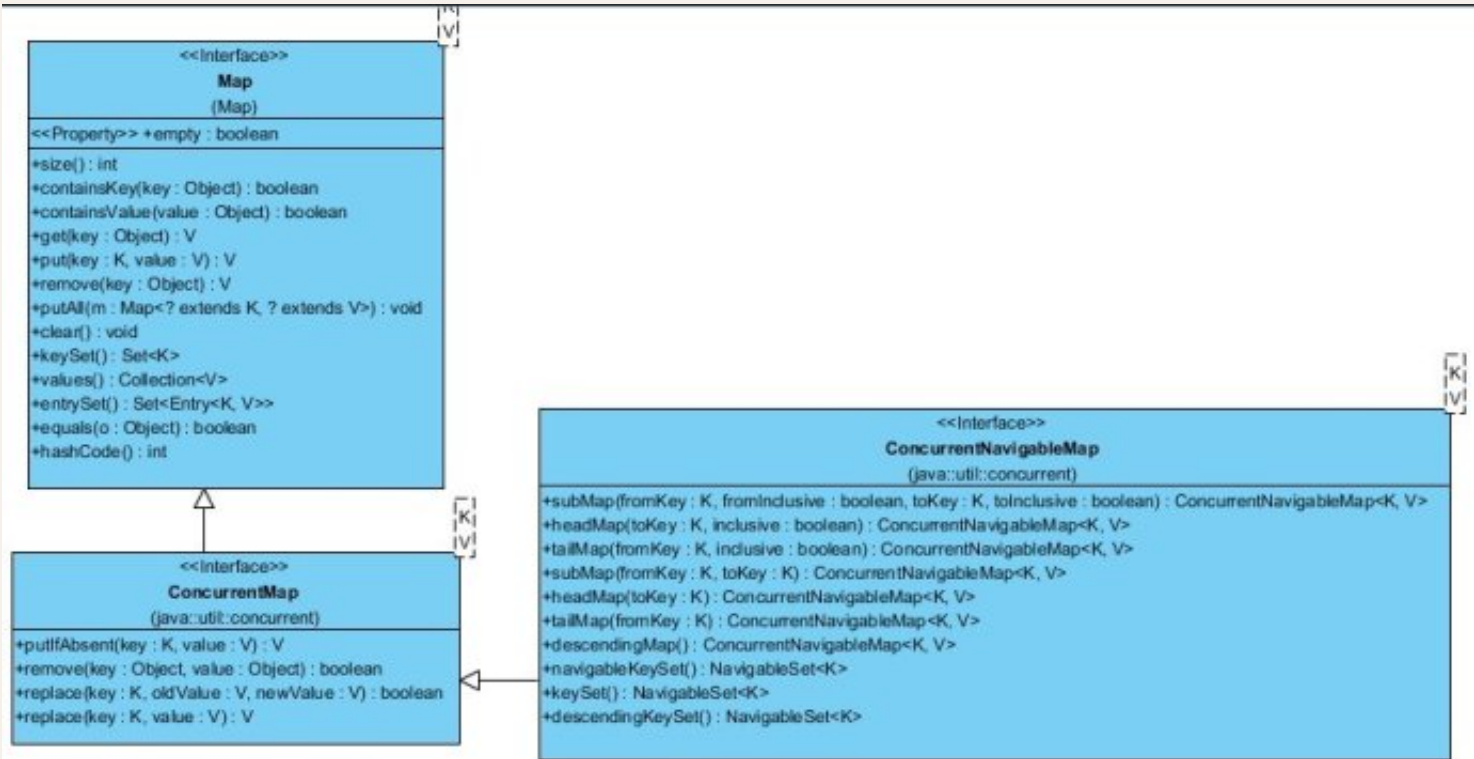 K
V
<<Interface>>
Map
(Map)
<<Property>> +empty : boolean
+size() : int
+containsKey(key : Object) : boolean
+containsValue(value : Object) : boolean
+get(key : Object) : V
+put(key : K, value : V) : V
+remove(key : Object) : V
+putAll(m : Map<? extends K, ? extends V>) : void
+clear() : void
+keySet() : Set<K>
+values() : Collection<V>
+entrySet() : Set<Entry<K, V>>
+equals(o : Object) : boolean
+hashCode() : int
K
V
<<Interface>>
ConcurrentMap
(java::util::concurrent)
+putIfAbsent(key : K, value : V) : V
+remove(key : Object, value : Object) : boolean
+replace(key : K, oldValue : V, newValue : V) : boolean
+replace(key : K, value : V) : V
K
V
<<Interface>>
ConcurrentNavigableMap
(java::util::concurrent)
+subMap(fromKey : K, fromInclusive : boolean, toKey : K, toInclusive : boolean) : ConcurrentNavigableMap<K, V>
+headMap(toKey : K, inclusive : boolean) : ConcurrentNavigableMap<K, V>
+tailMap(fromKey : K, inclusive : boolean) : ConcurrentNavigableMap<K, V>
+subMap(fromKey : K, toKey : K) : ConcurrentNavigableMap<K, V>
+headMap(toKey : K) : ConcurrentNavigableMap<K, V>
+tailMap(fromKey : K) : ConcurrentNavigableMap<K, V>
+descendingMap() : ConcurrentNavigableMap<K, V>
+navigableKeySet() : NavigableSet<K>
+keySet() : NavigableSet<K>
+descendingKeySet() : NavigableSet<K>